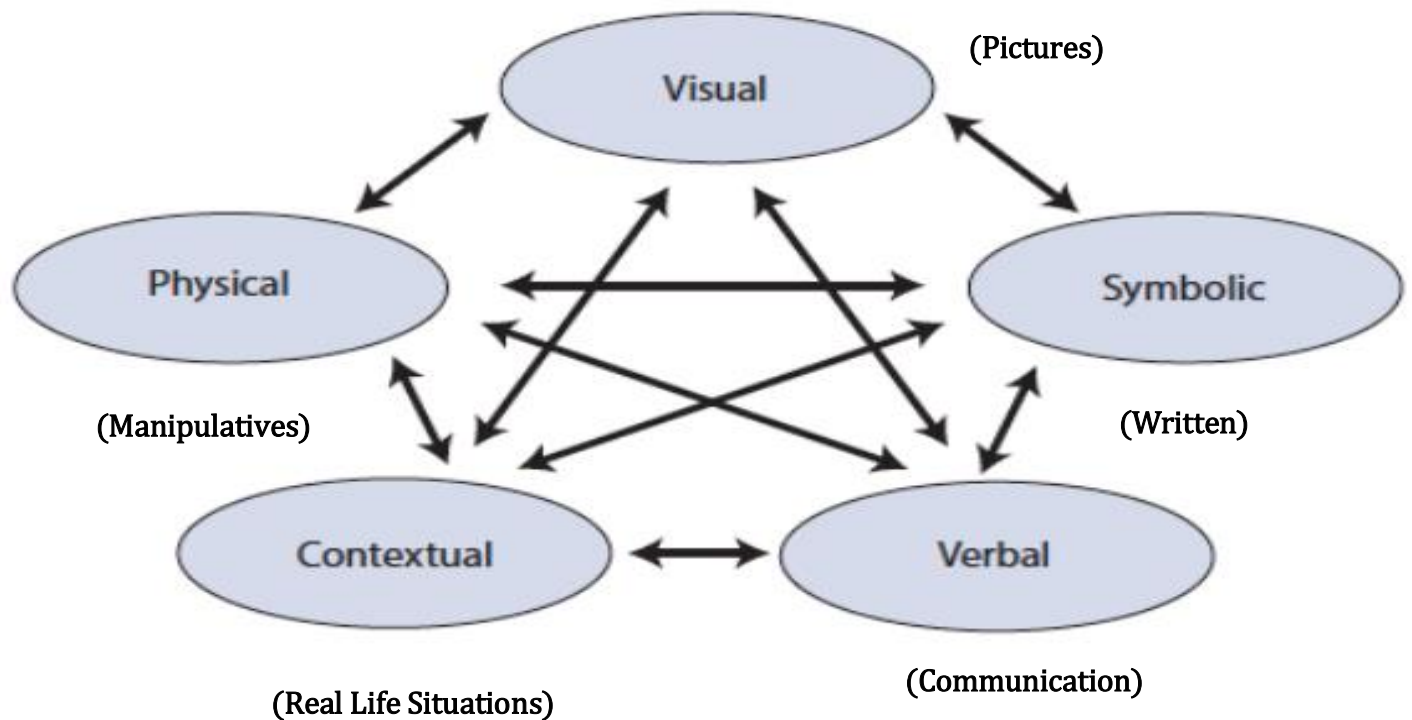 (Pictures)
Visual
Physical
Symbolic
(Manipulatives)
(Written)
Contextual
Verbal
(Real Life Situations)
(Communication)